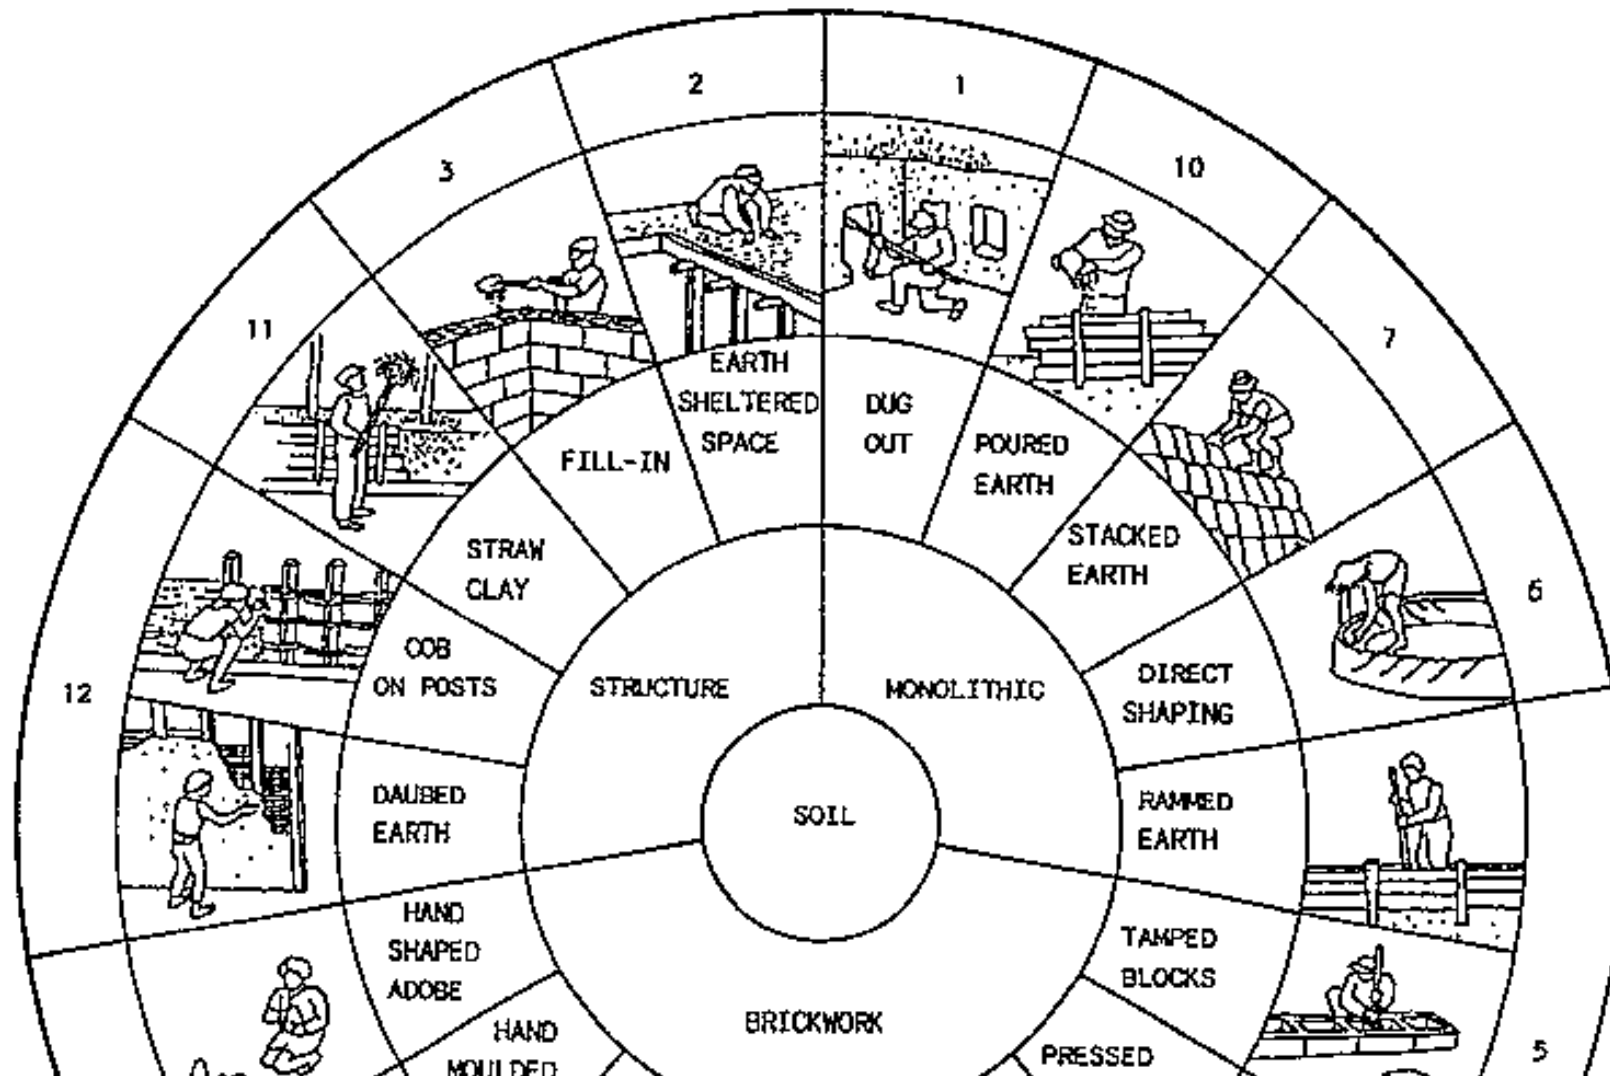 2
1
3
10
11
7
6
12
5
EARTH
SHELTERED
SPACE
DUG
OUT
FILL-IN
POURED
EARTH
STRAW
CLAY
STACKED
EARTH
COB
ON POSTS
STRUCTURE
MONOLITHIC
DIRECT
SHAPING
DAUBED
EARTH
SOIL
RAMMED
EARTH
HAND
SHAPED
ADOBE
TAMPED
BLOCKS
BRICKWORK
HAND
MOULDED
PRESSED